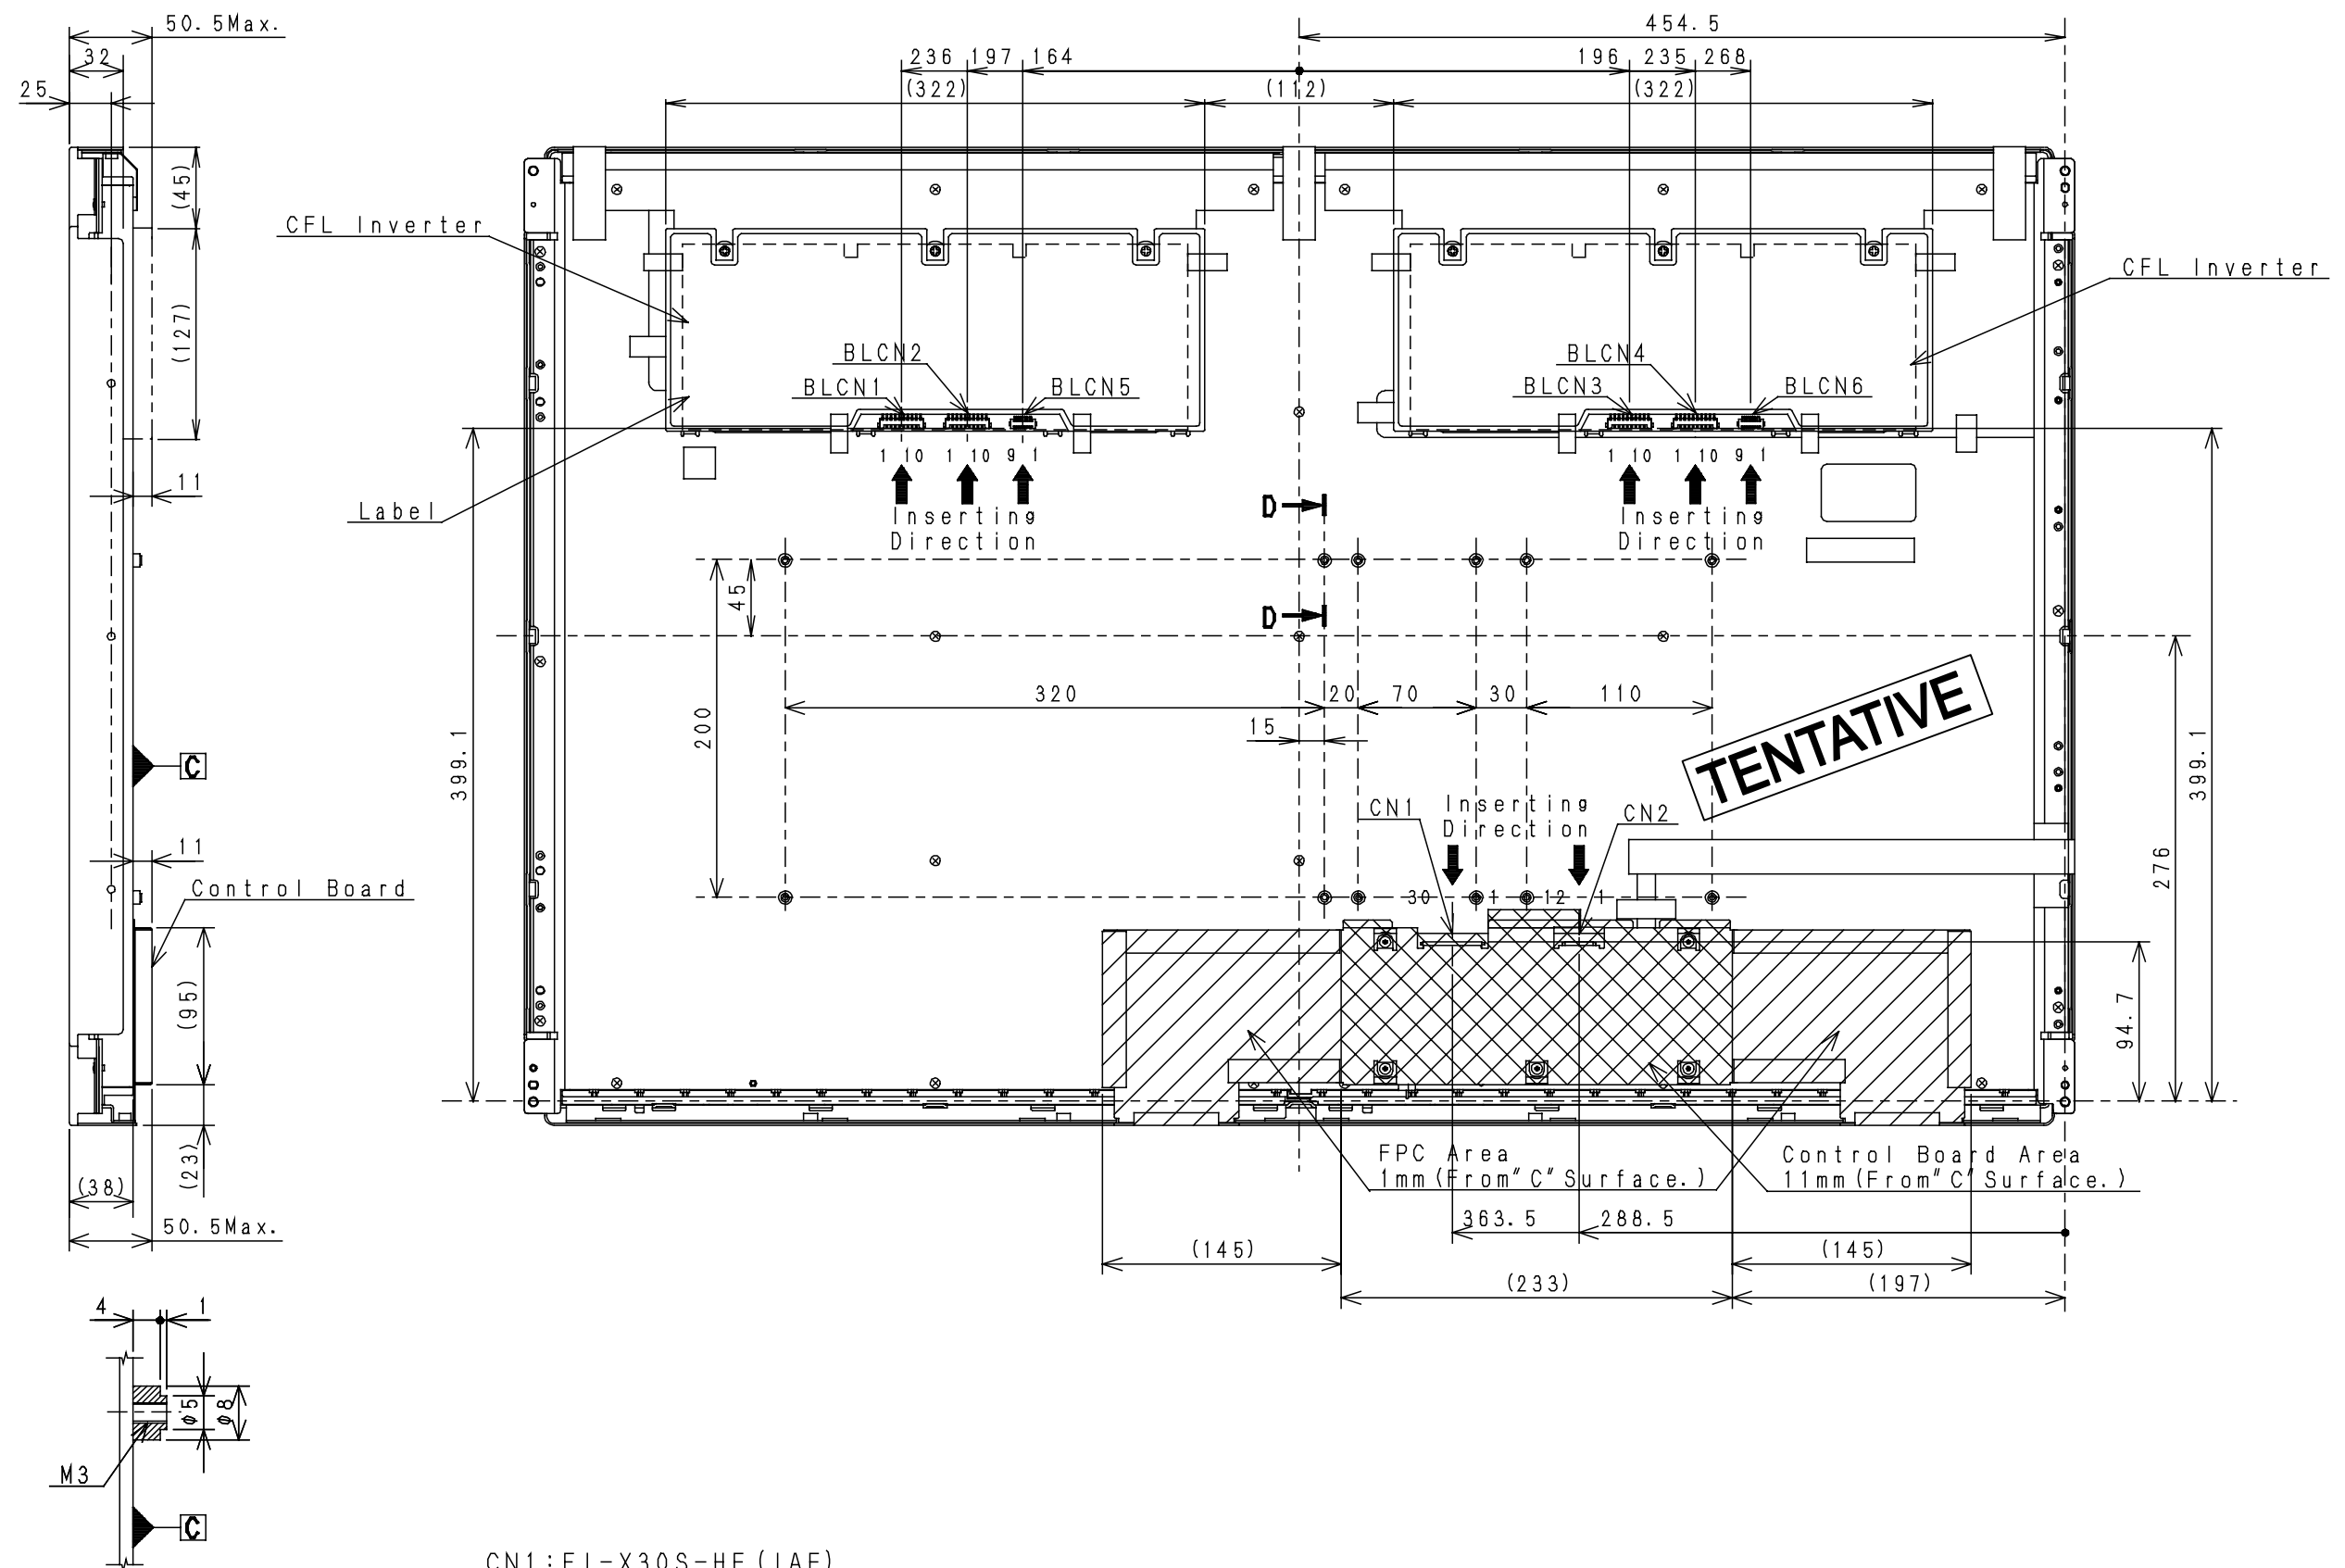 50.5Max.
454.5
32
236
197
164
196
235
268
25
(322)
(112)
(322)
(45)
CFL Inverter
CFL Inverter
(127)
BLCN2
BLCN4
BLCN1
BLCN5
BLCN3
BLCN6
1 10 1 10 9 1
1 10 1 10 9 1
11
Label
D
Inserting
Direction
Inserting
Direction
45
D
320
20
70
30
110
200
15
TENTATIVE
399.1
399.1
C
CN1
Inserting
Direction
CN2
11
276
Control Board
30 1 12 1
(95)
94.7
(23)
(38)
FPC Area
1mm(From"C"Surface.)
Control Board Area
11mm(From"C"Surface.)
50.5Max.
363.5
288.5
(145)
(145)
(233)
(197)
4
1
φ5
φ8
M3
C
CN1:FI-X30S-HF(JAE)